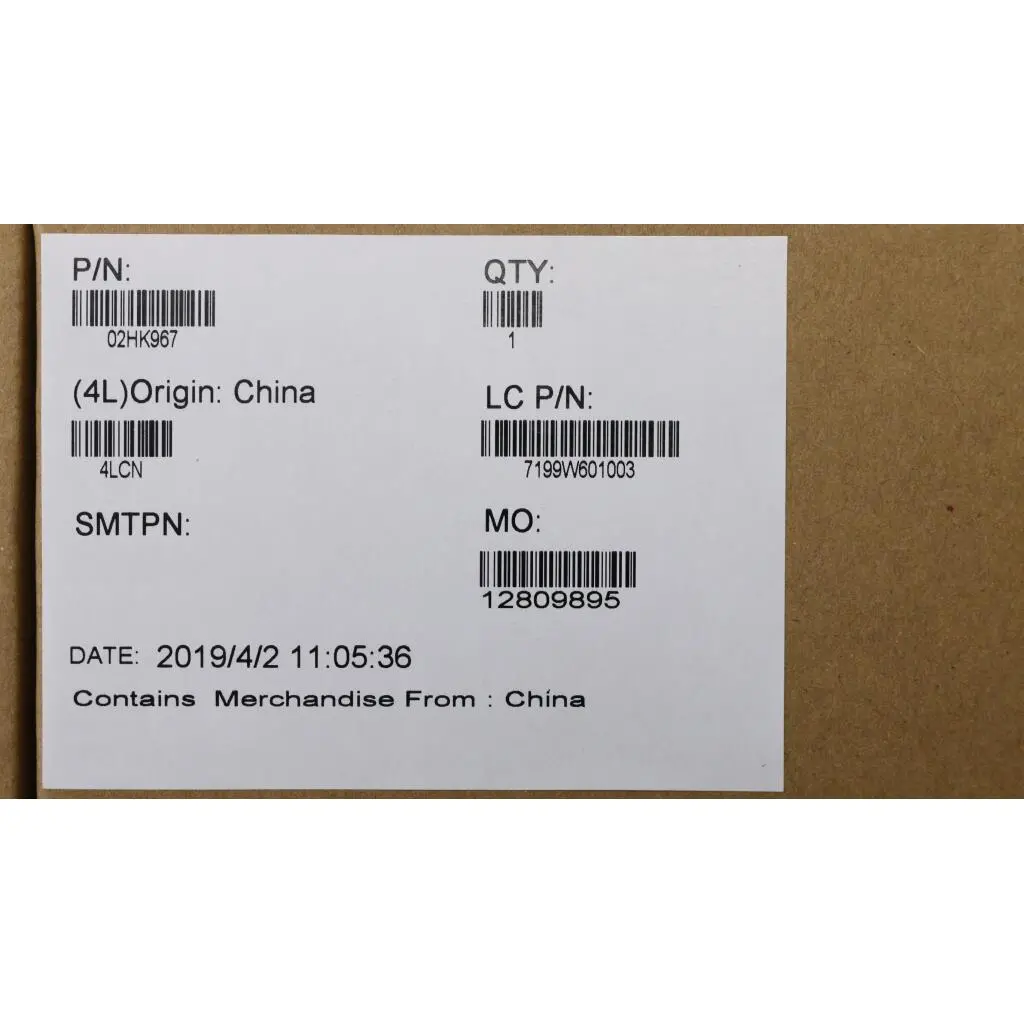 P/N:
02HK967
QTY:
1
(4L)Origin: China
4LCN
LC P/N:
7199W601003
SMTPN:
MO:
12809895
DATE: 2019/4/2 11:05:36
Contains Merchandise From : China